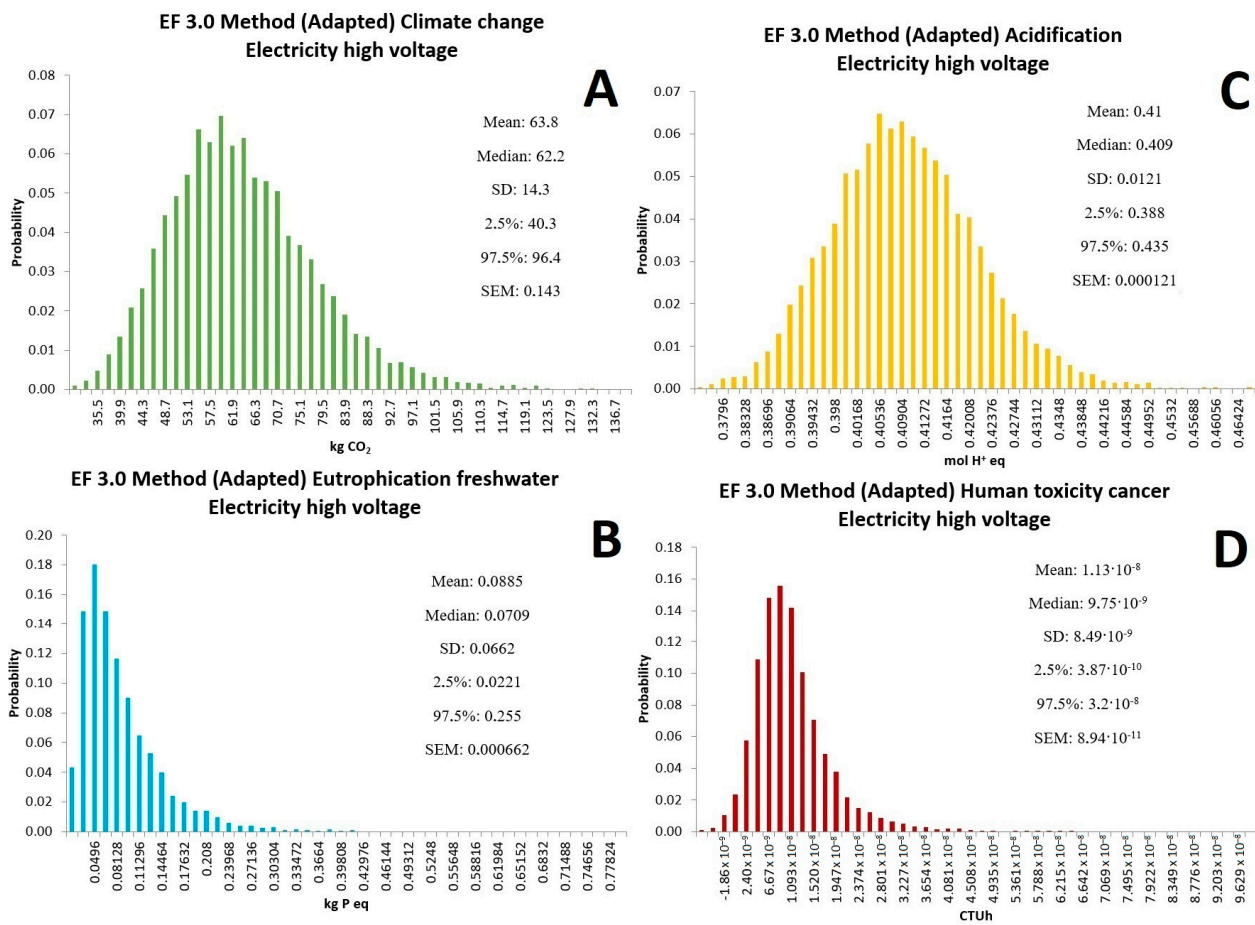 EF 3.0 Method (Adapted) Climate change
Electricity high voltage
A
0.08
0.07
0.06
0.05
0.04
0.03
0.02
0.01
0.00
Probability
Mean: 63.8
Median: 62.2
SD: 14.3
2.5%: 40.3
97.5%: 96.4
SEM: 0.143
35.5
39.9
44.3
48.7
53.1
57.5
61.9
66.3
70.7
75.1
79.5
83.9
88.3
92.7
97.1
101.5
105.9
110.3
114.7
119.1
123.5
127.9
132.3
136.7
kg CO₂
EF 3.0 Method (Adapted) Acidification
Electricity high voltage
C
0.07
0.06
0.05
0.04
0.03
0.02
0.01
0.00
Probability
Mean: 0.41
Median: 0.409
SD: 0.0121
2.5%: 0.388
97.5%: 0.435
SEM: 0.000121
0.3796
0.38328
0.38696
0.39064
0.39432
0.398
0.40168
0.40536
0.40904
0.41272
0.4164
0.42008
0.42376
0.42744
0.43112
0.4348
0.43848
0.44216
0.44584
0.44952
0.4532
0.45688
0.46056
0.46424
mol H⁺ eq
EF 3.0 Method (Adapted) Eutrophication freshwater
Electricity high voltage
B
0.20
0.18
0.16
0.14
0.12
0.10
0.08
0.06
0.04
0.02
0.00
Probability
Mean: 0.0885
Median: 0.0709
SD: 0.0662
2.5%: 0.0221
97.5%: 0.255
SEM: 0.000662
0.0496
0.08128
0.11296
0.14464
0.17632
0.208
0.23968
0.27136
0.30304
0.33472
0.3664
0.39808
0.42976
0.46144
0.49312
0.5248
0.55648
0.58816
0.61984
0.65152
0.6832
0.71488
0.74656
0.77824
kg P eq
EF 3.0 Method (Adapted) Human toxicity cancer
Electricity high voltage
D
0.18
0.16
0.14
0.12
0.10
0.08
0.06
0.04
0.02
0.00
Probability
Mean: 1.13·10⁻⁸
Median: 9.75·10⁻⁹
SD: 8.49·10⁻⁹
2.5%: 3.87·10⁻¹⁰
97.5%: 3.2·10⁻⁸
SEM: 8.94·10⁻¹¹
-1.86 x 10⁻⁹
2.40 x 10⁻⁹
6.67 x 10⁻⁹
1.093 x 10⁻⁸
1.520 x 10⁻⁸
1.947 x 10⁻⁸
2.374 x 10⁻⁸
2.801 x 10⁻⁸
3.227 x 10⁻⁸
3.654 x 10⁻⁸
4.081 x 10⁻⁸
4.508 x 10⁻⁸
4.935 x 10⁻⁸
5.361 x 10⁻⁸
5.788 x 10⁻⁸
6.215 x 10⁻⁸
6.642 x 10⁻⁸
7.069 x 10⁻⁸
7.495 x 10⁻⁸
7.922 x 10⁻⁸
8.349 x 10⁻⁸
8.776 x 10⁻⁸
9.203 x 10⁻⁸
9.629 x 10⁻⁸
CTUh